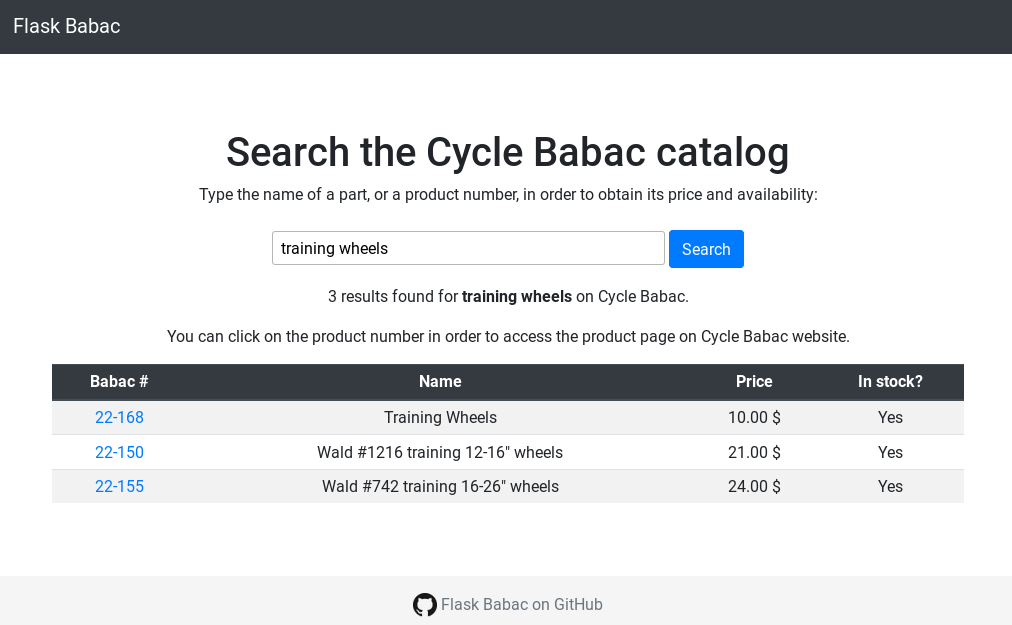 Flask Babac
Search the Cycle Babac catalog
Type the name of a part, or a product number, in order to obtain its price and availability:
training wheels
Search
3 results found for training wheels on Cycle Babac.
You can click on the product number in order to access the product page on Cycle Babac website.
Babac # Name Price In stock?
22-168 Training Wheels 10.00 $ Yes
22-150 Wald #1216 training 12-16" wheels 21.00 $ Yes
22-155 Wald #742 training 16-26" wheels 24.00 $ Yes
Flask Babac on GitHub